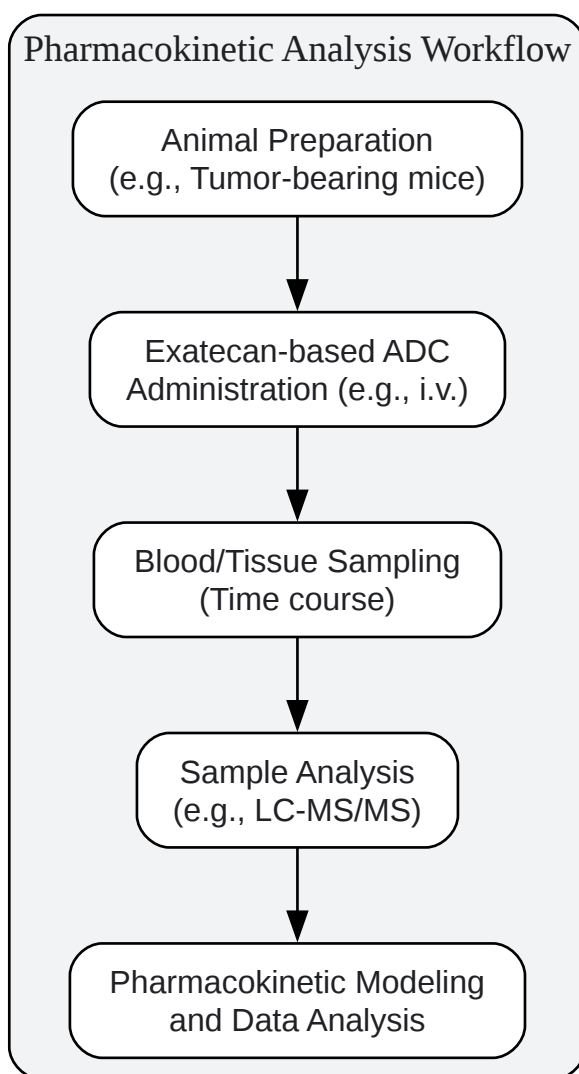 Pharmacokinetic Analysis Workflow
Animal Preparation
(e.g., Tumor-bearing mice)
Exatecan-based ADC
Administration (e.g., i.v.)
Blood/Tissue Sampling
(Time course)
Sample Analysis
(e.g., LC-MS/MS)
Pharmacokinetic Modeling
and Data Analysis